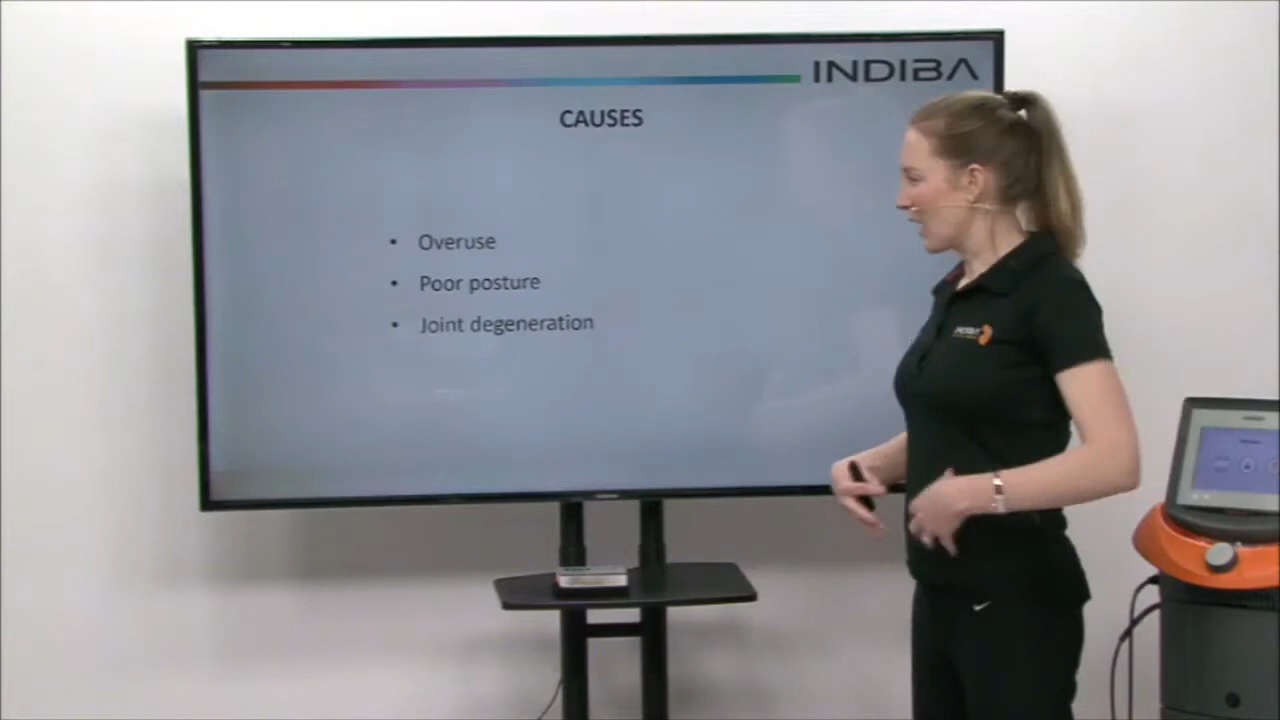 INDIBA
CAUSES
• Overuse
• Poor posture
• Joint degeneration